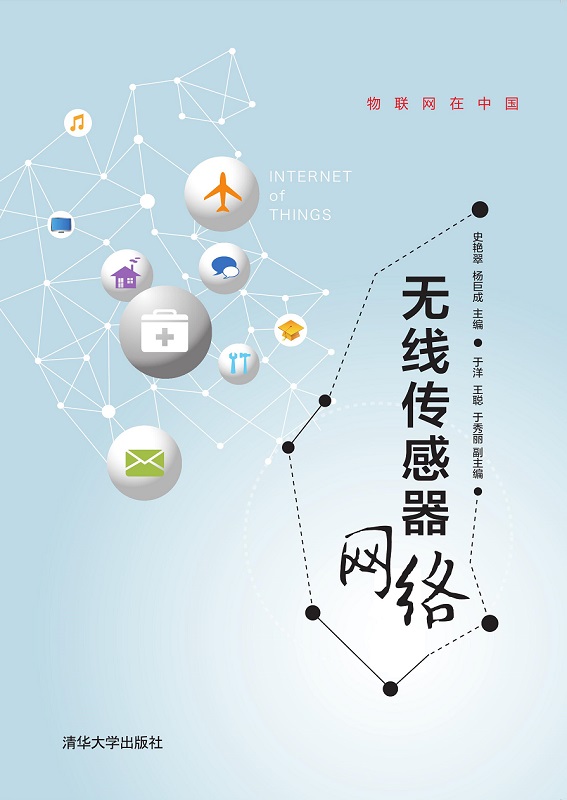 物联网在中国
INTERNET
of
THINGS
无线传感器
网络
史艳翠 杨巨成 主编
于洋 王聪 于秀丽 副主编
清华大学出版社